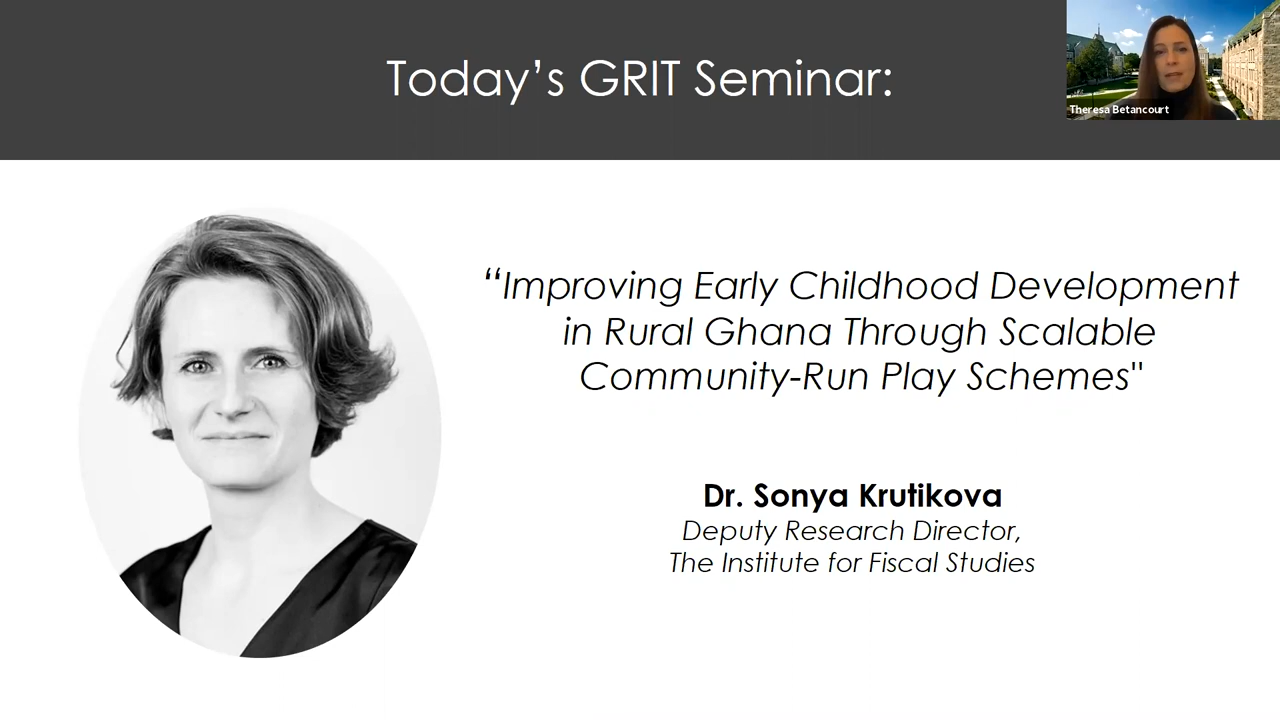 Today’s GRIT Seminar:
Theresa Betancourt
“Improving Early Childhood Development
in Rural Ghana Through Scalable
Community-Run Play Schemes"
Dr. Sonya Krutikova
Deputy Research Director,
The Institute for Fiscal Studies